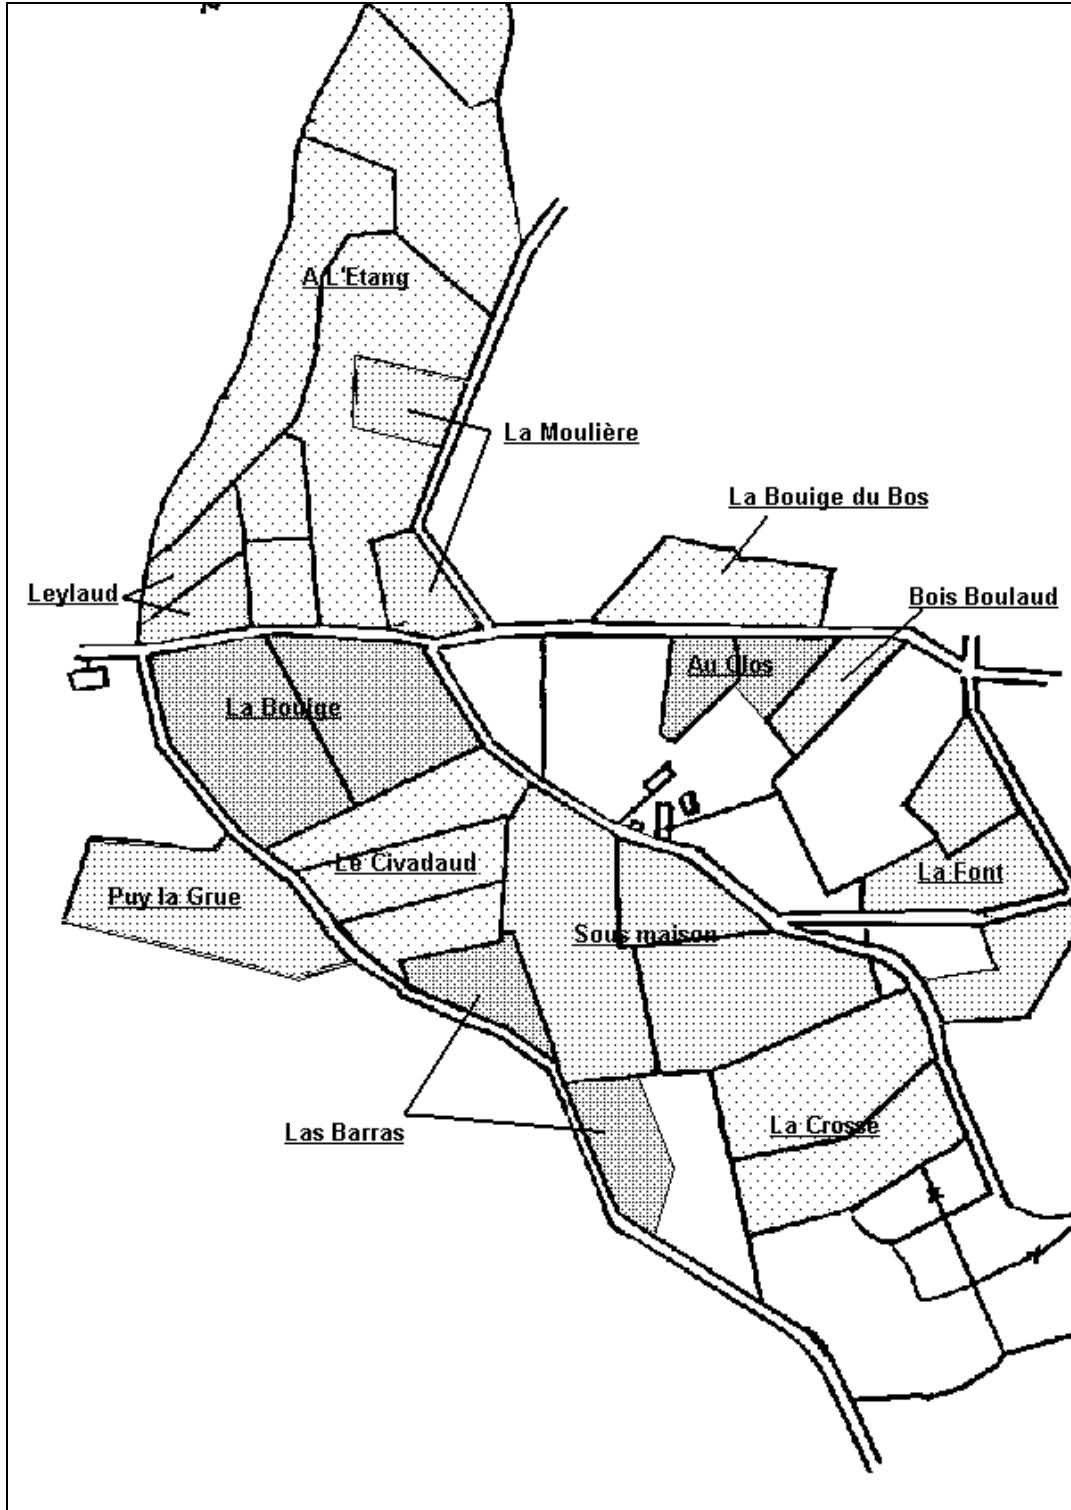 A L'Etang
La Moulière
La Bouige du Bos
Leylaud
Bois Boulaud
Au Clos
La Bouige
Le Civadaud
La Font
Puy la Grue
Sous maison
La Crosse
Las Barras